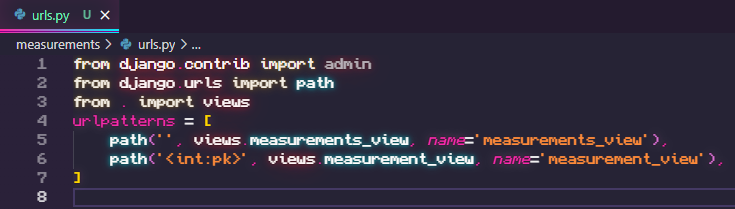 urls.py U ×
measurements > urls.py > ...
1 from django.contrib import admin
2 from django.urls import path
3 from . import views
4 urlpatterns = [
5     path('', views.measurements_view, name='measurements_view'),
6     path('<int:pk>', views.measurement_view, name='measurement_view'),
7 ]
8